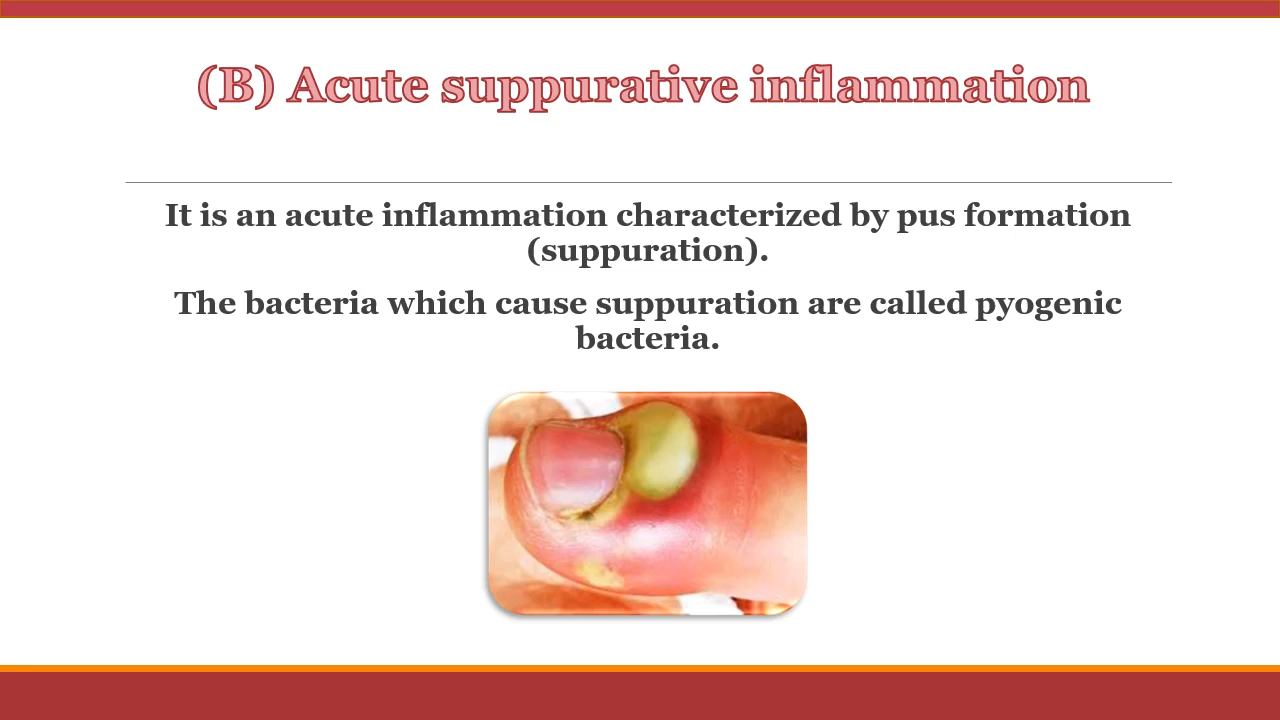 (B) Acute suppurative inflammation
It is an acute inflammation characterized by pus formation
(suppuration).
The bacteria which cause suppuration are called pyogenic
bacteria.